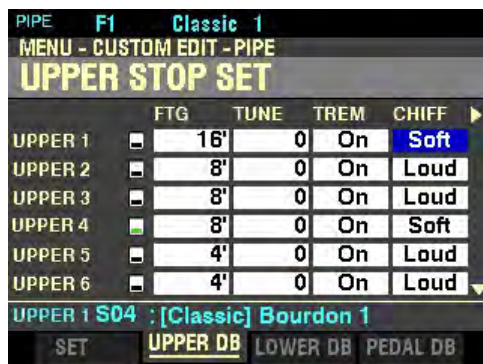 PIPE F1 Classic 1
MENU - CUSTOM EDIT - PIPE
UPPER STOP SET
FTG TUNE TREM CHIFF
UPPER 1 16' 0 On Soft
UPPER 2 8' 0 On Loud
UPPER 3 8' 0 On Loud
UPPER 4 8' 0 On Soft
UPPER 5 4' 0 On Loud
UPPER 6 4' 0 On Loud
UPPER 1 S04 : [Classic] Bourdon 1
SET UPPER DB LOWER DB PEDAL DB